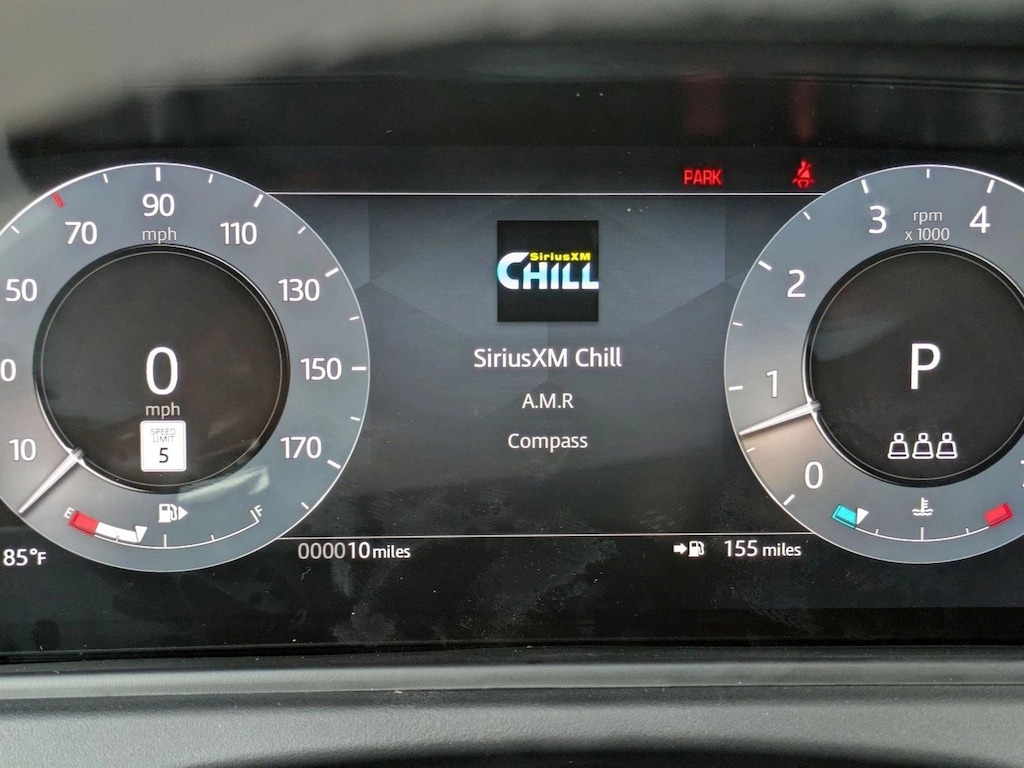 PARK
90
mph
70
110
50
130
150
10
170
0
mph
SPEED
LIMIT
5
E
F
85°F
SiriusXM
CHILL
SiriusXM Chill
A.M.R
Compass
000010 miles
155 miles
3
rpm
x 1000
4
2
1
0
P